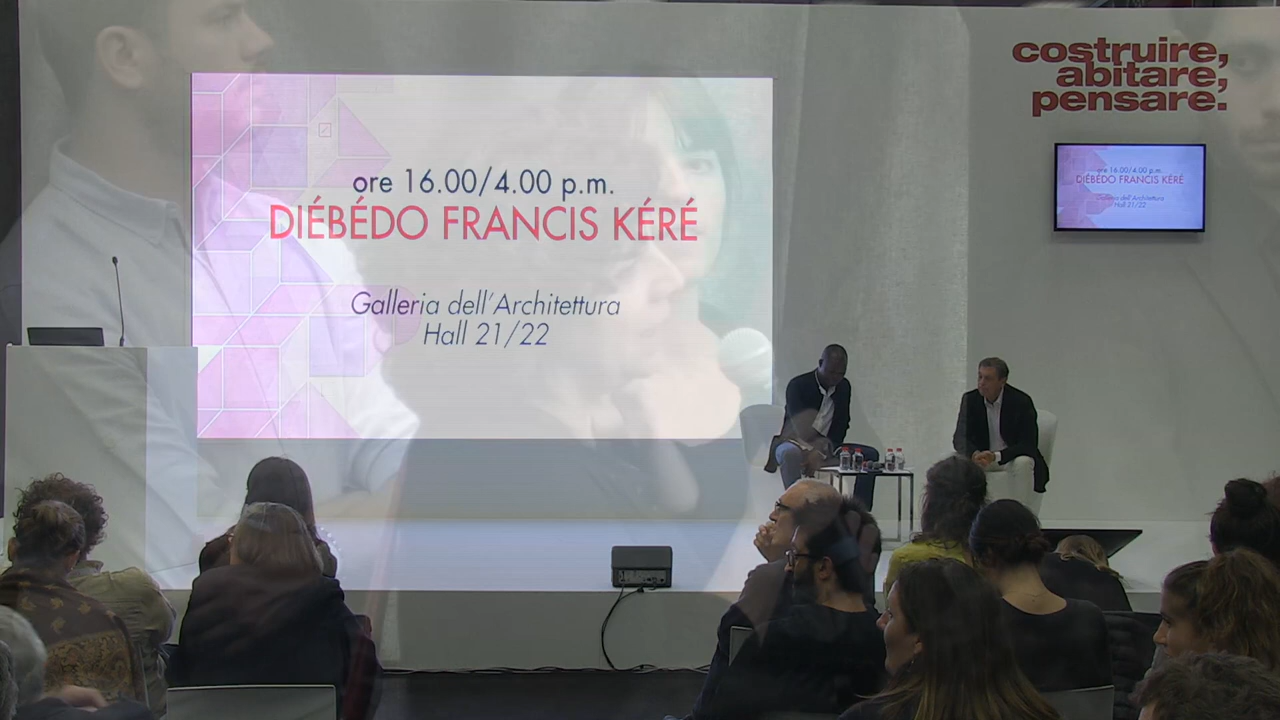 costruire,
abitare,
pensare.
ore 16.00/4.00 p.m.
DIÉBÉDO FRANCIS KÉRÉ
Galleria dell'Architettura
Hall 21/22
ore 16.00/4.00 p.m.
DIÉBÉDO FRANCIS KÉRÉ
Galleria dell'Architettura
Hall 21/22